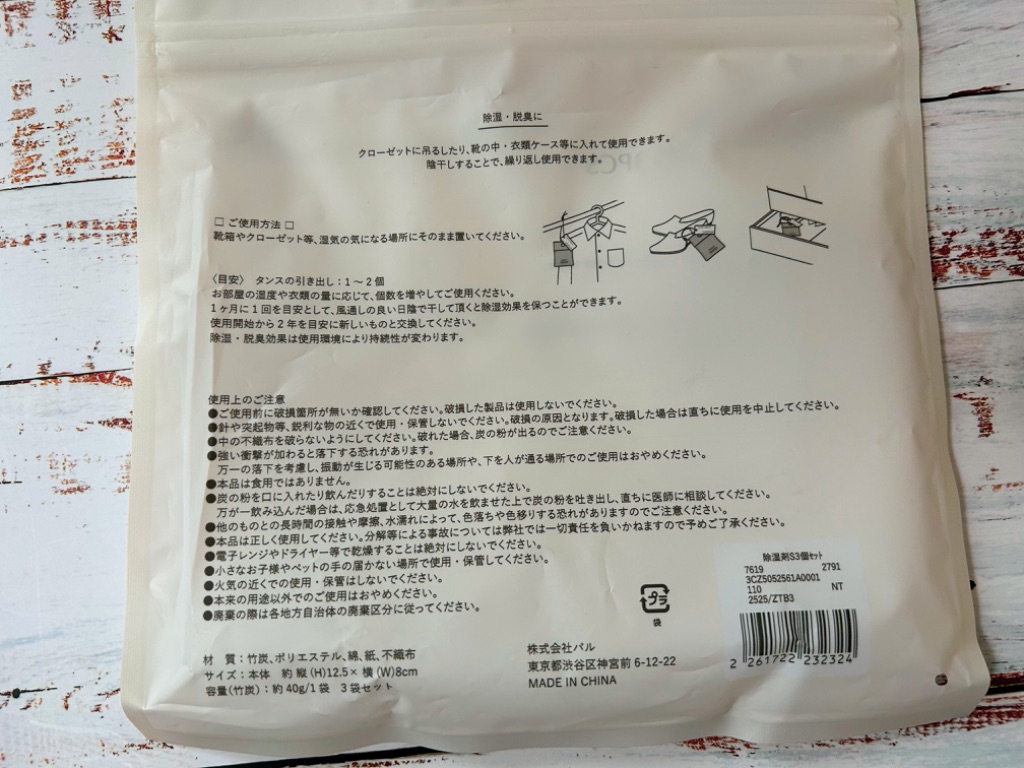 除湿・脱臭に
クローゼットに吊るしたり、靴の中・衣類ケース等に入れて使用できます。
陰干しすることで、繰り返し使用できます。
□ ご使用方法 □
靴箱やクローゼット等、湿気の気になる場所にそのまま置いてください。
〈目安〉 タンスの引き出し：1～2個
お部屋の湿度や衣類の量に応じて、個数を増やしてご使用ください。
1ヶ月に1回を目安として、風通しの良い日陰で干して頂くと除湿効果を保つことができます。
使用開始から2年を目安に新しいものと交換してください。
除湿・脱臭効果は使用環境により持続性が変わります。
使用上のご注意
●ご使用前に破損箇所が無いか確認してください。破損した製品は使用しないでください。
●針や突起物等、鋭利な物の近くで使用・保管しないでください。破損の原因となります。破損した場合は直ちに使用を中止してください。
●中の不織布を破らないようにしてください。破れた場合、炭の粉が出るのでご注意ください。
●強い衝撃が加わると落下する恐れがあります。
万一の落下を考慮し、振動が生じる可能性のある場所や、下を人が通る場所でのご使用はおやめください。
●本品は食用ではありません。
●炭の粉を口に入れたり飲んだりすることは絶対にしないでください。
万が一飲み込んだ場合は、応急処置として大量の水を飲ませた上で炭の粉を吐き出し、直ちに医師に相談してください。
●他のものとの長時間の接触や摩擦、水濡れによって、色落ちや色移りする恐れがありますのでご注意ください。
●本品は正しく使用してください。分解等による事故については弊社では一切責任を負いかねますので予めご了承ください。
●電子レンジやドライヤー等で乾燥することは絶対にしないでください。
●小さなお子様やペットの手の届かない場所で使用・保管してください。
●火気の近くでの使用・保管はしないでください。
●本来の用途以外でのご使用はおやめください。
●廃棄の際は各地方自治体の廃棄区分に従ってください。
材　質：竹炭、ポリエステル、綿、紙、不織布
サイズ：本体　約 縦(H)12.5× 横(W)8cm
容量(竹炭)：約40g/1袋　3袋セット
プラ
袋
株式会社パル
東京都渋谷区神宮前 6-12-22
MADE IN CHINA
除湿剤S3個ｾｯﾄ
7619 2791
3CZ5052561A0001
110 NT
2525/ZTB3
2 261722 232324